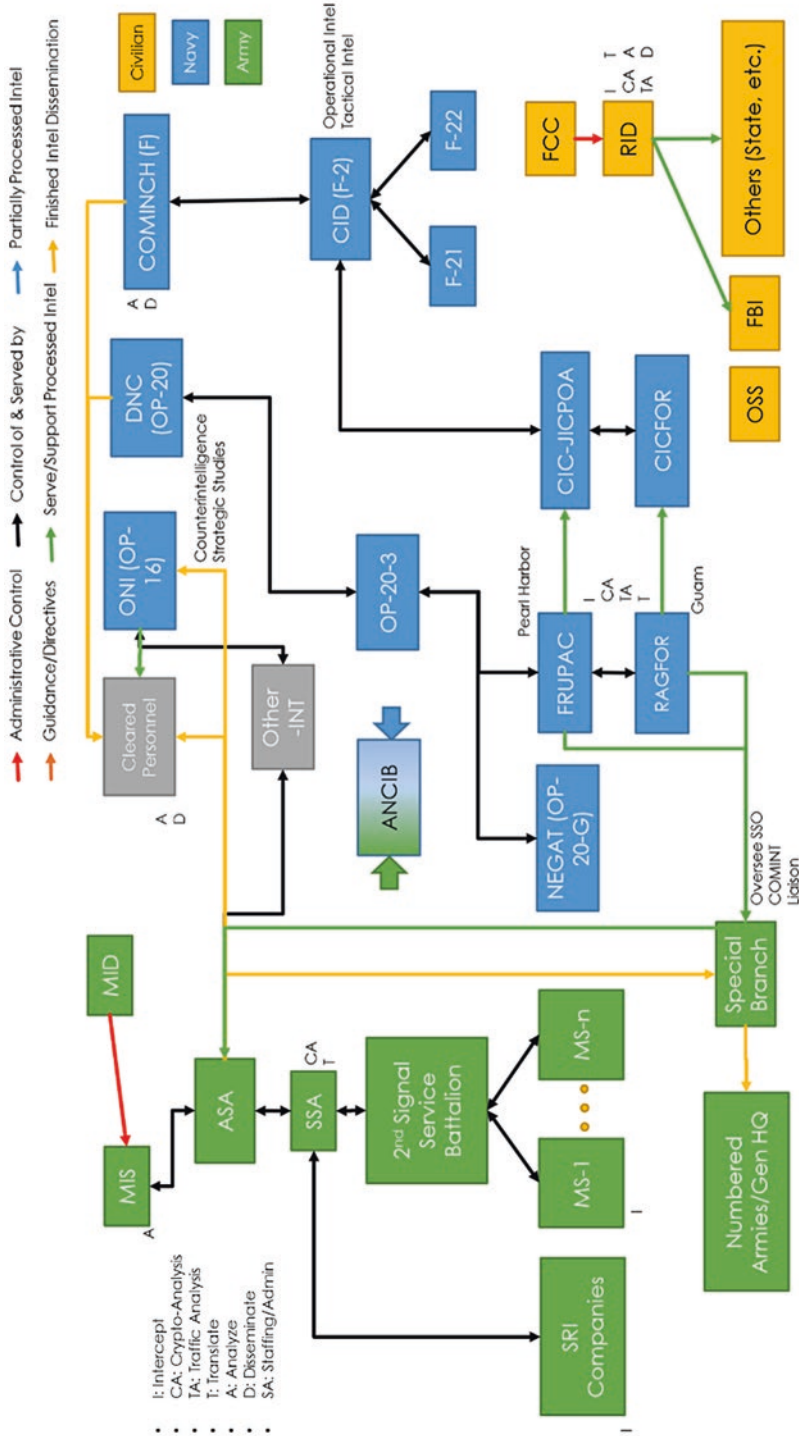 Administrative Control
Control of & Served by
Partially Processed Intel
Guidance/Directives
Serve/Support Processed Intel
Finished Intel Dissemination
Civilian
Navy
Army
• I: Intercept
• CA: Crypto-Analysis
• TA: Traffic Analysis
• T: Translate
• A: Analyze
• D: Disseminate
• SA: Staffing/Admin
MIS
A
MID
Cleared
Personnel
A
D
ONI (OP-
16)
Counterintelligence
Strategic Studies
DNC
(OP-20)
COMINCH (F)
A
D
ASA
Other
-INT
SSA
CA
T
2nd Signal
Service
Battalion
ANCIB
OP-20-3
CID (F-2)
Operational Intel
Tactical Intel
F-21
F-22
SRI
Companies
I
MS-1
I
MS-n
NEGAT (OP-
20-G)
Pearl Harbor
FRUPAC
I
CA
TA
T
RAGFOR
Guam
CIC-JICPOA
CICFOR
Oversee SSO
COMINT
Liaison
Special
Branch
Numbered
Armies/Gen HQ
FCC
RID
I T
CA A
TA D
OSS
FBI
Others (State, etc.)